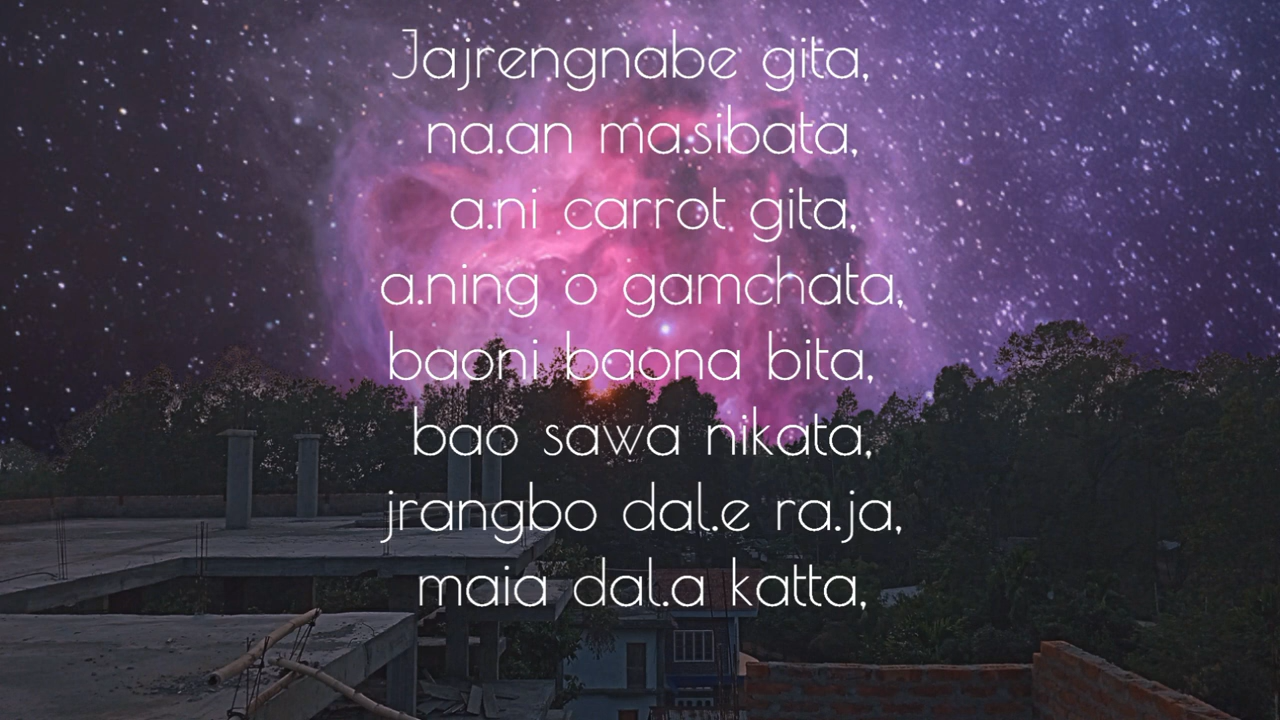 Jajrengnabe gita,
na.an ma.sibata,
a.ni carrot gita,
a.ning o gamchata,
baoni baona bita,
bao sawa nikata,
jrangbo dal.e ra.ja,
maia dal.a katta,